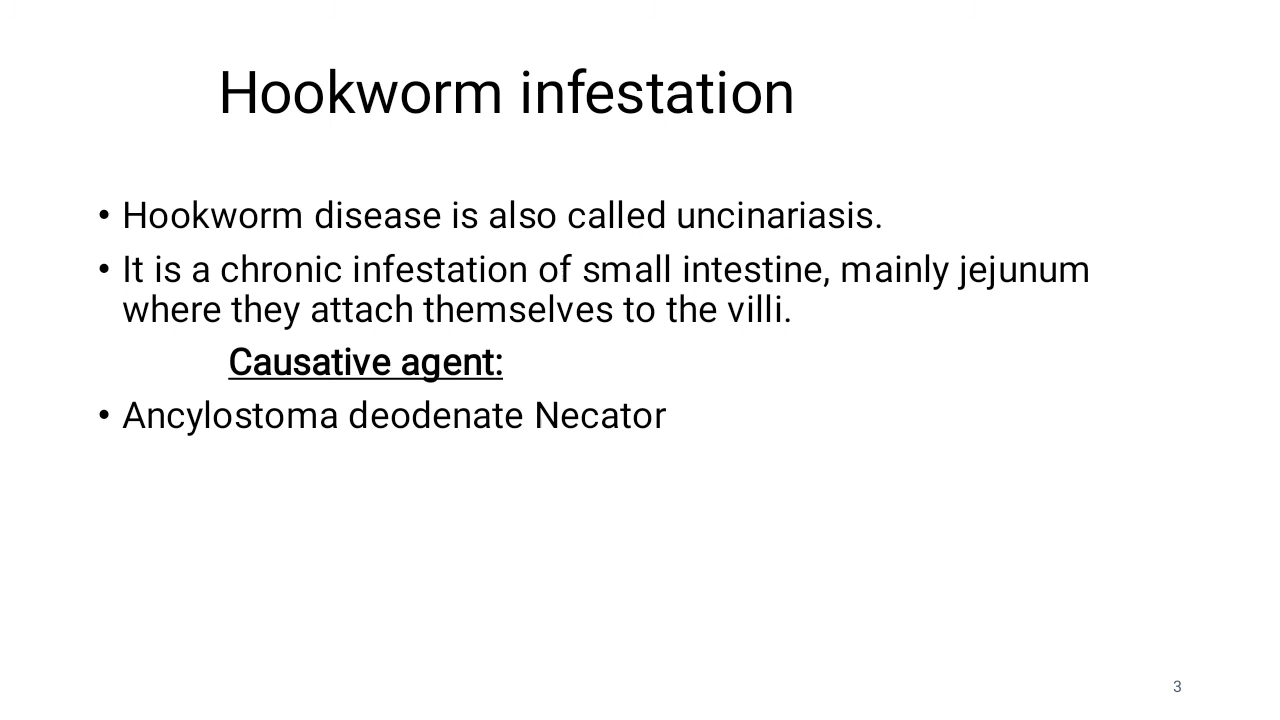 Hookworm infestation
• Hookworm disease is also called uncinariasis.
• It is a chronic infestation of small intestine, mainly jejunum
where they attach themselves to the villi.
Causative agent:
• Ancylostoma deodenate Necator
3